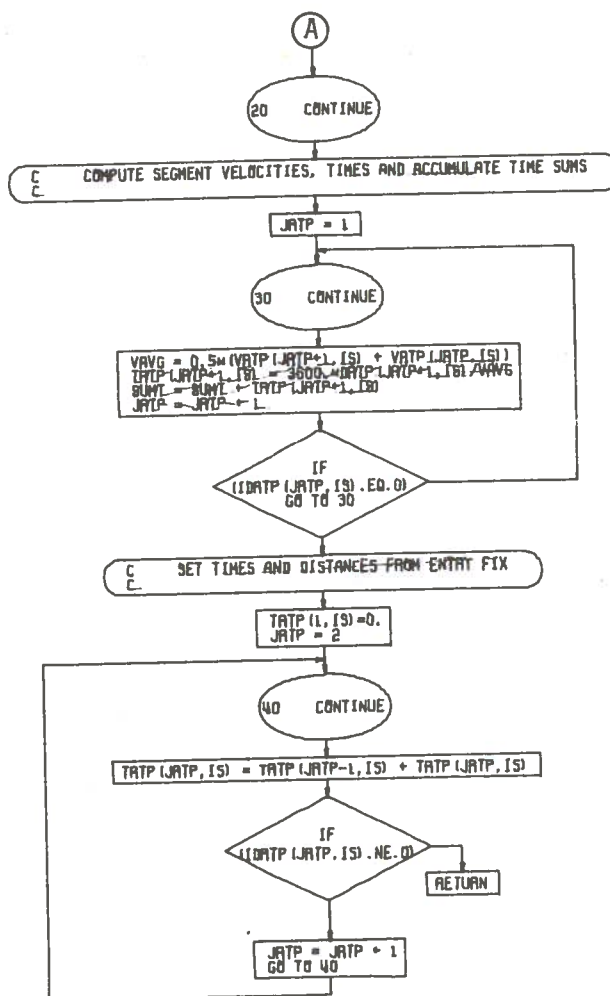 A
20 CONTINUE
C COMPUTE SEGMENT VELOCITIES, TIMES AND ACCUMULATE TIME SUMS
C
JATP = 1
30 CONTINUE
VAVG = 0.5*(VATP(JATP+1,IS) + VATP(JATP,IS))
TATP(JATP+1,IS) = 3600.*DATP(JATP+1,IS)/VAVG
SUMT = SUMT + TATP(JATP+1,IS)
JATP = JATP + 1
IF
(IDATP(JATP,IS).EQ.0)
GO TO 30
C SET TIMES AND DISTANCES FROM ENTRY FIX
C
TATP(1,IS)=0.
JATP = 2
40 CONTINUE
TATP(JATP,IS) = TATP(JATP-1,IS) + TATP(JATP,IS)
IF
(IDATP(JATP,IS).NE.0)
RETURN
JATP = JATP + 1
GO TO 40